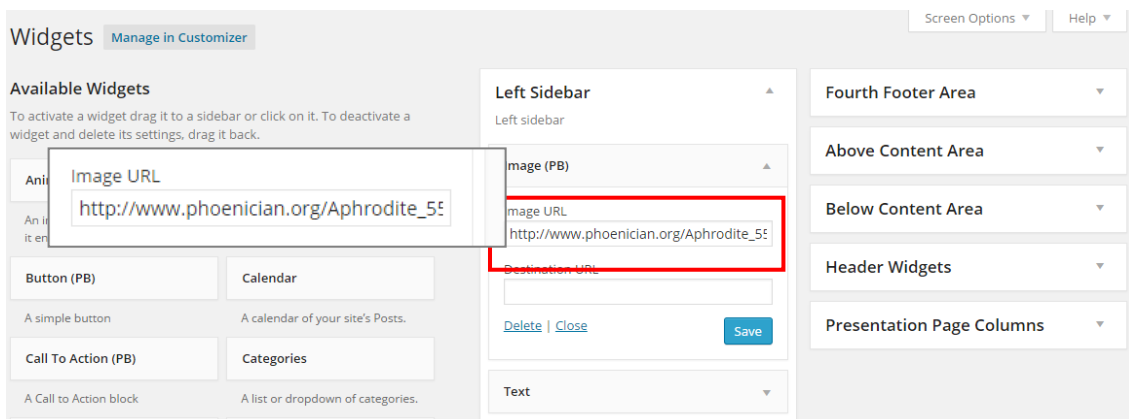 Screen Options
Help
Widgets
Manage in Customizer
Available Widgets
To activate a widget drag it to a sidebar or click on it. To deactivate a
widget and delete its settings, drag it back.
Image URL
http://www.phoenician.org/Aphrodite_55
Button (PB)
Calendar
A simple button
A calendar of your site's Posts.
Call To Action (PB)
Categories
A Call to Action block
A list or dropdown of categories.
Left Sidebar
Left sidebar
Image (PB)
Image URL
http://www.phoenician.org/Aphrodite_55
Destination URL
Delete | Close
Save
Text
Fourth Footer Area
Above Content Area
Below Content Area
Header Widgets
Presentation Page Columns